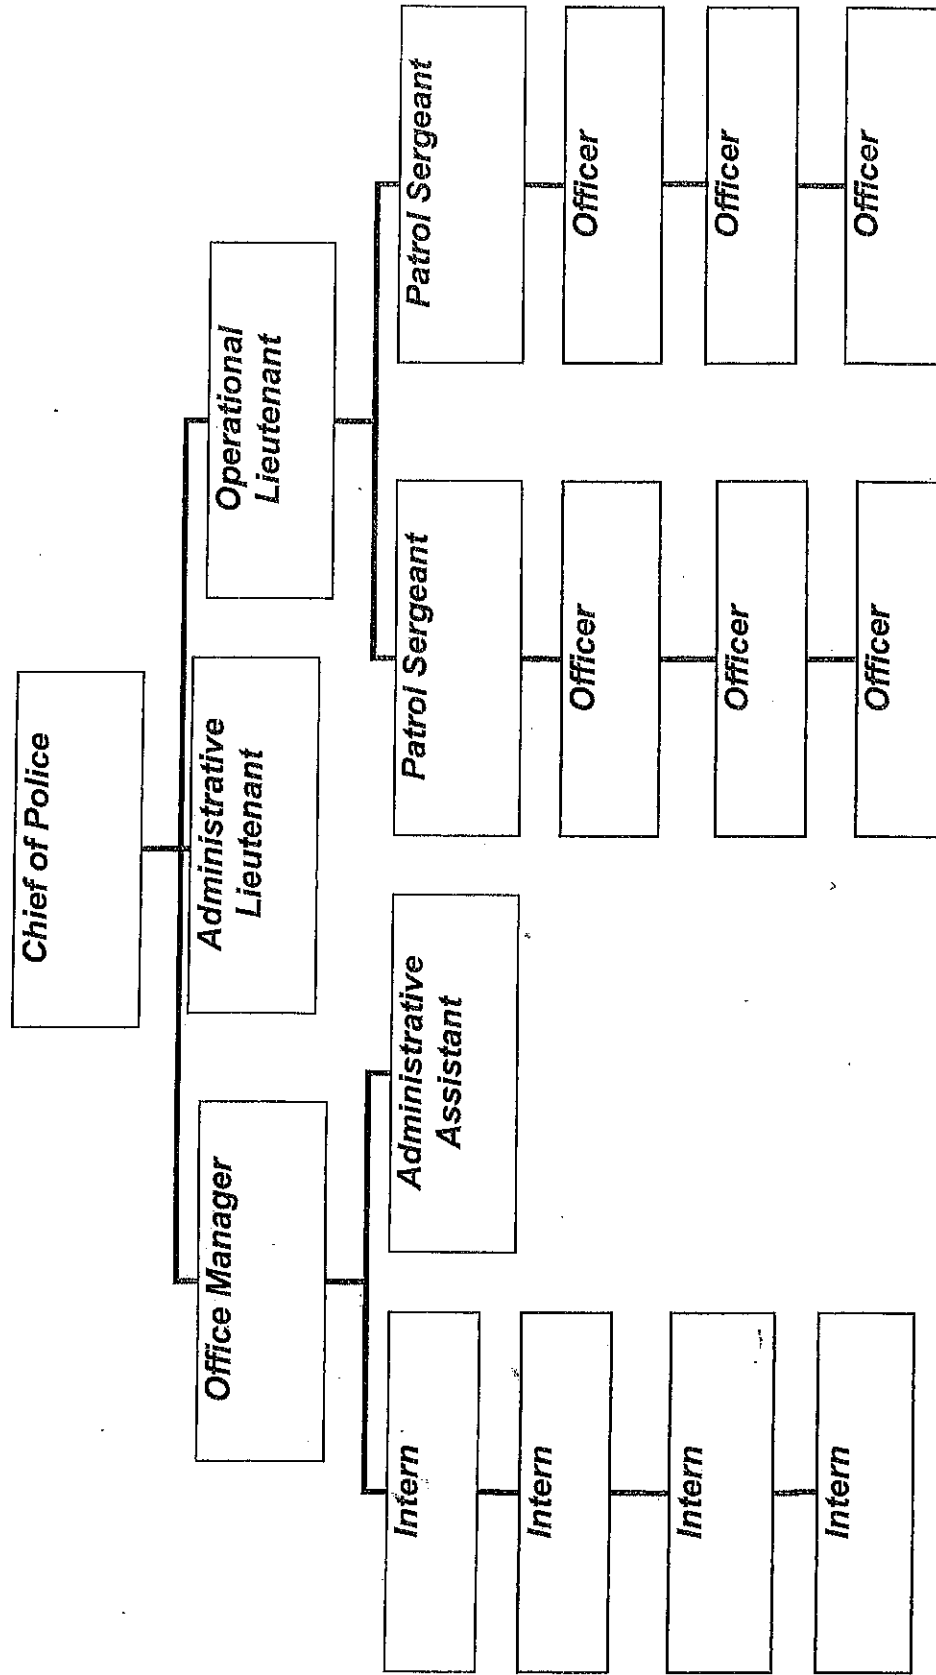 Chief of Police
Office Manager
Administrative
Lieutenant
Operational
Lieutenant
Intern
Intern
Intern
Intern
Administrative
Assistant
Patrol Sergeant
Officer
Officer
Officer
Patrol Sergeant
Officer
Officer
Officer